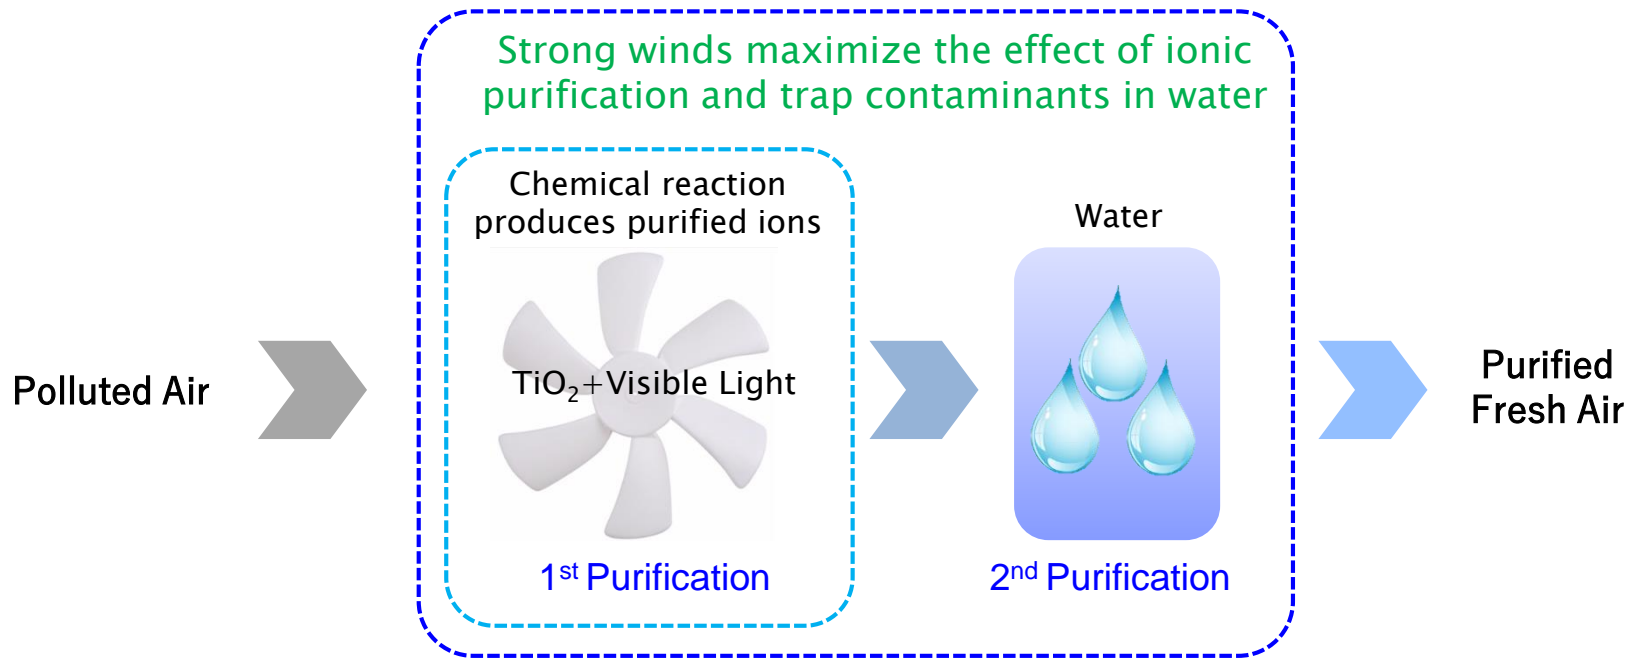 Strong winds maximize the effect of ionic
purification and trap contaminants in water
Chemical reaction
produces purified ions
Water
Polluted Air
TiO₂+Visible Light
Purified
Fresh Air
1st Purification
2nd Purification